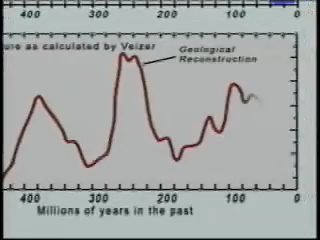 400 300 200 100 0
ure as calculated by Veizer
Geological
Reconstruction
400 300 200 100 0
Millions of years in the past